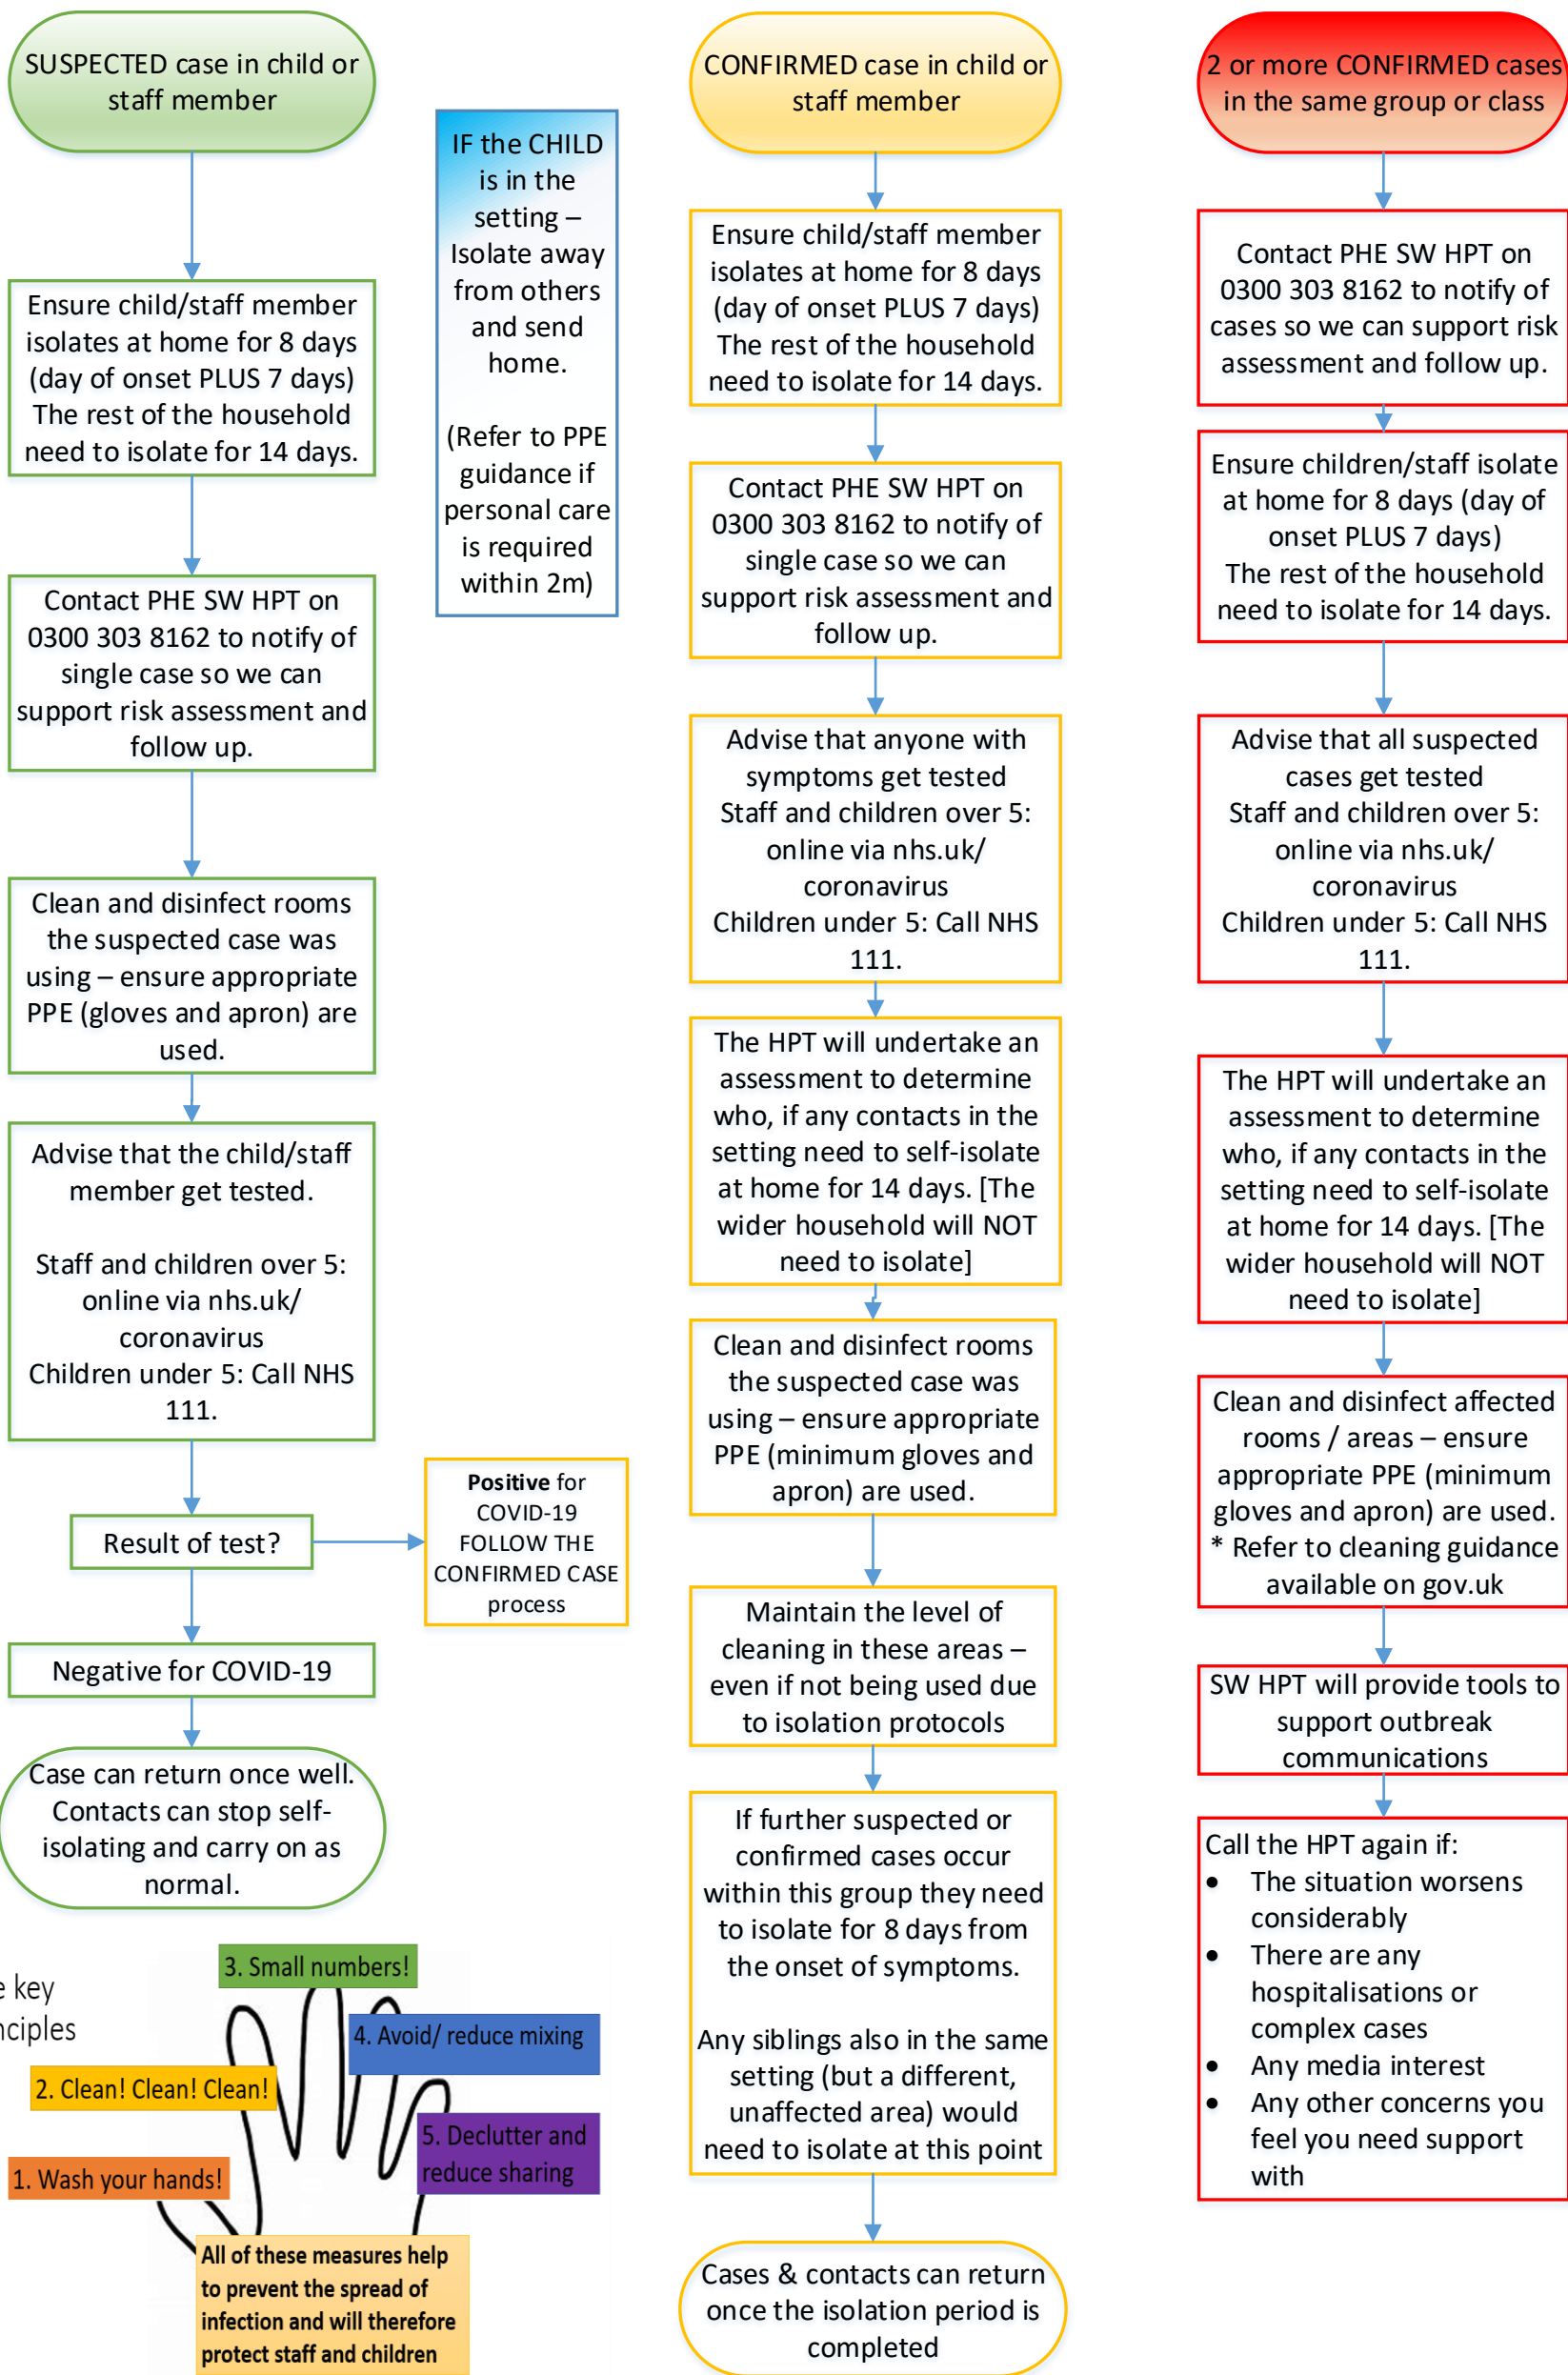 SUSPECTED case in child or
staff member
Ensure child/staff member
isolates at home for 8 days
(day of onset PLUS 7 days)
The rest of the household
need to isolate for 14 days.
Contact PHE SW HPT on
0300 303 8162 to notify of
single case so we can
support risk assessment and
follow up.
Clean and disinfect rooms
the suspected case was
using – ensure appropriate
PPE (gloves and apron) are
used.
Advise that the child/staff
member get tested.
Staff and children over 5:
online via nhs.uk/
coronavirus
Children under 5: Call NHS
111.
Result of test?
Positive for
COVID-19
FOLLOW THE
CONFIRMED CASE
process
Negative for COVID-19
Case can return once well.
Contacts can stop self-
isolating and carry on as
normal.
IF the CHILD
is in the
setting –
Isolate away
from others
and send
home.
(Refer to PPE
guidance if
personal care
is required
within 2m)
CONFIRMED case in child or
staff member
Ensure child/staff member
isolates at home for 8 days
(day of onset PLUS 7 days)
The rest of the household
need to isolate for 14 days.
Contact PHE SW HPT on
0300 303 8162 to notify of
single case so we can
support risk assessment and
follow up.
Advise that anyone with
symptoms get tested
Staff and children over 5:
online via nhs.uk/
coronavirus
Children under 5: Call NHS
111.
The HPT will undertake an
assessment to determine
who, if any contacts in the
setting need to self-isolate
at home for 14 days. [The
wider household will NOT
need to isolate]
Clean and disinfect rooms
the suspected case was
using – ensure appropriate
PPE (minimum gloves and
apron) are used.
Maintain the level of
cleaning in these areas –
even if not being used due
to isolation protocols
If further suspected or
confirmed cases occur
within this group they need
to isolate for 8 days from
the onset of symptoms.
Any siblings also in the same
setting (but a different,
unaffected area) would
need to isolate at this point
Cases & contacts can return
once the isolation period is
completed
2 or more CONFIRMED cases
in the same group or class
Contact PHE SW HPT on
0300 303 8162 to notify of
cases so we can support risk
assessment and follow up.
Ensure children/staff isolate
at home for 8 days (day of
onset PLUS 7 days)
The rest of the household
need to isolate for 14 days.
Advise that all suspected
cases get tested
Staff and children over 5:
online via nhs.uk/
coronavirus
Children under 5: Call NHS
111.
The HPT will undertake an
assessment to determine
who, if any contacts in the
setting need to self-isolate
at home for 14 days. [The
wider household will NOT
need to isolate]
Clean and disinfect affected
rooms / areas – ensure
appropriate PPE (minimum
gloves and apron) are used.
* Refer to cleaning guidance
available on gov.uk
SW HPT will provide tools to
support outbreak
communications
Call the HPT again if:
• The situation worsens
considerably
• There are any
hospitalisations or
complex cases
• Any media interest
• Any other concerns you
feel you need support
with
e key
nciples
3. Small numbers!
4. Avoid/ reduce mixing
2. Clean! Clean! Clean!
5. Declutter and
reduce sharing
1. Wash your hands!
All of these measures help
to prevent the spread of
infection and will therefore
protect staff and children